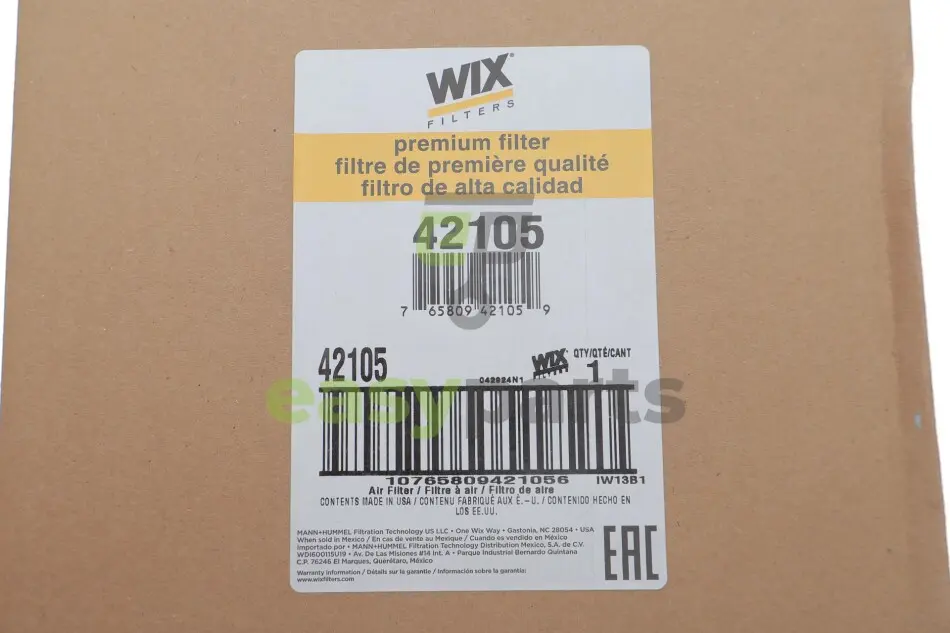 WIX
FILTERS
premium filter
filtre de première qualité
filtro de alta calidad
42105
7 65809 42105 9
42105
042924N1
WIX
QTY/QTÉ/CANT
1
easyparts
10765809421056
IW13B1
Air Filter / Filtre à air / Filtro de aire
CONTENTS MADE IN USA / CONTENU FABRIQUÉ AUX É.-U. / CONTENIDO HECHO EN
LOS EE.UU.
MANN+HUMMEL Filtration Technology US LLC • One Wix Way • Gastonia, NC 28054 • USA
When sold in Mexico / En cas de vente au Mexique / Cuando es vendido en México
importado por • MANN+HUMMEL Filtration Technology Distribution Mexico, S.A. de C.V.
WDI600115U19 • Av. De Las Misiones #14 Int. A • Parque Industrial Bernardo Quintana
C.P. 76246 El Marques, Querétaro, México
Warranty information / Détails sur la garantie / Información sobre la garantía:
www.wixfilters.com
EAC